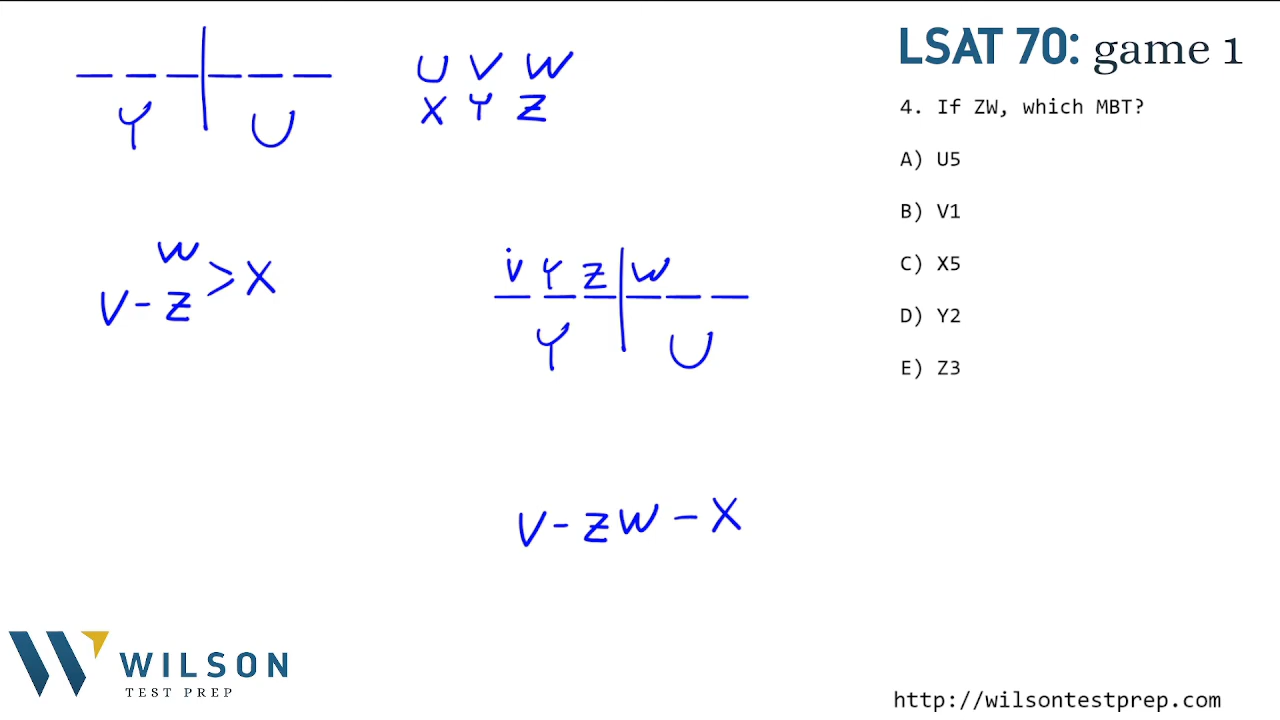 LSAT 70: game 1
U V W
X Y Z
Y U
W
V - Z > X
V Y Z W
Y U
V - Z W - X
4. If ZW, which MBT?
A) U5
B) V1
C) X5
D) Y2
E) Z3
WILSON
TEST PREP
http://wilsontestprep.com